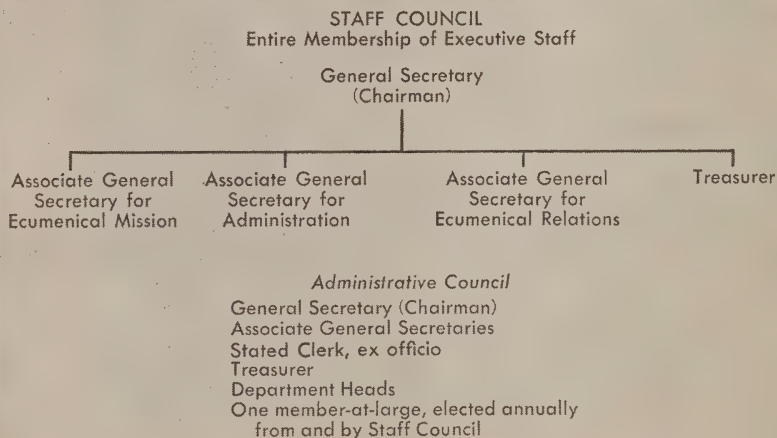 STAFF COUNCIL
Entire Membership of Executive Staff
General Secretary
(Chairman)
Associate General
Secretary for
Ecumenical Mission
Associate General
Secretary for
Administration
Associate General
Secretary for
Ecumenical Relations
Treasurer
Administrative Council
General Secretary (Chairman)
Associate General Secretaries
Stated Clerk, ex officio
Treasurer
Department Heads
One member-at-large, elected annually
from and by Staff Council